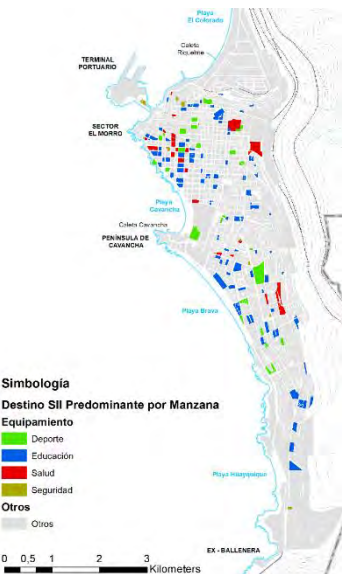 Playa
El Colorado
Caleta
Riquelme
TERMINAL
PORTUARIO
SECTOR
EL MORRO
Playa
Cavancha
Caleta Cavancha
PENÍNSULA DE
CAVANCHA
Playa Brava
Simbología
Destino SII Predominante por Manzana
Equipamiento
Deporte
Educación
Salud
Seguridad
Otros
Otros
Playa Huayquique
0 0,5 1 2 3
Kilometers
EX - BALLENERA